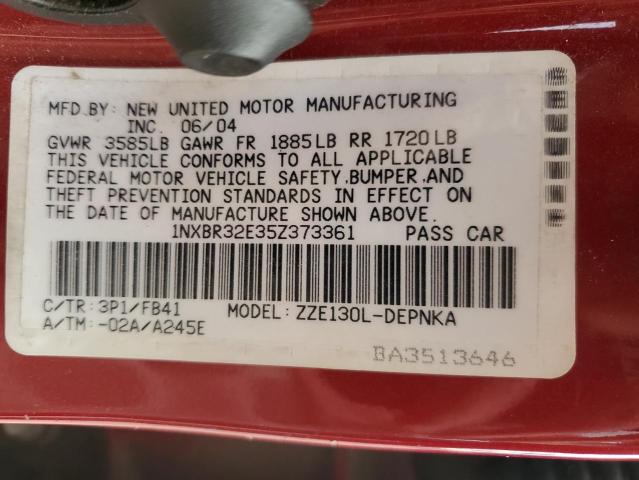 MFD.BY: NEW UNITED MOTOR MANUFACTURING
INC. 06/04
GVWR 3585LB GAWR FR 1885LB RR 1720LB
THIS VEHICLE CONFORMS TO ALL APPLICABLE
FEDERAL MOTOR VEHICLE SAFETY,BUMPER,AND
THEFT PREVENTION STANDARDS IN EFFECT ON
THE DATE OF MANUFACTURE SHOWN ABOVE.
1NXBR32E35Z373361 PASS CAR
C/TR:3P1/FB41 MODEL:ZZE130L-DEPNKA
A/TM:-02A/A245E
BA3513646